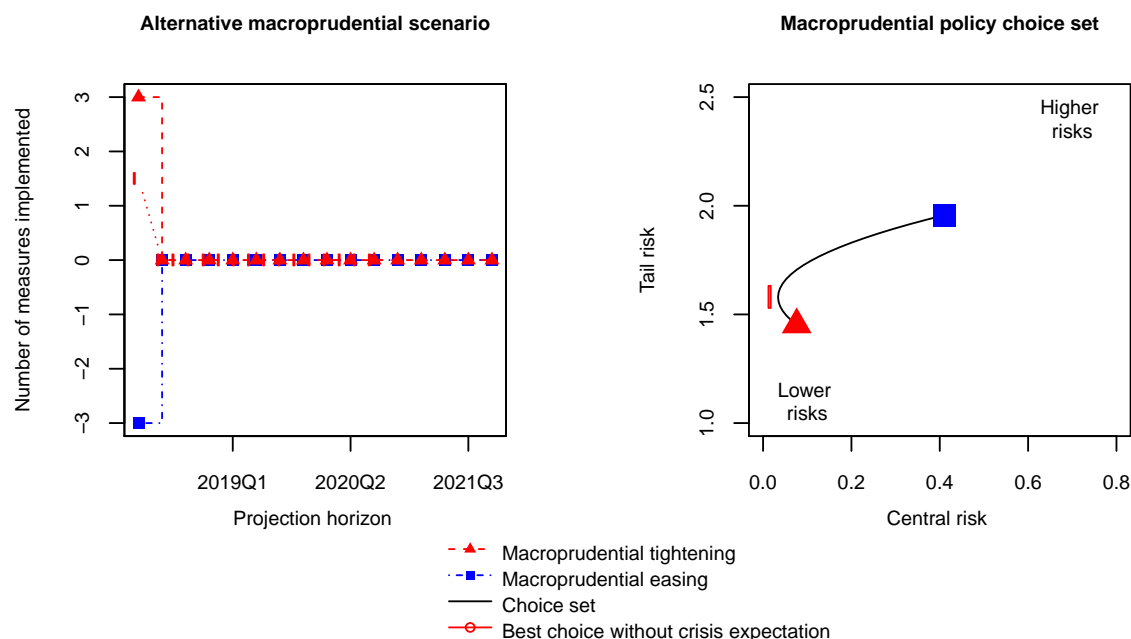 Alternative macroprudential scenario
Number of measures implemented
3
2
1
0
−1
−2
−3
2019Q1 2020Q2 2021Q3
Projection horizon
Macroprudential policy choice set
Tail risk
2.5
2.0
1.5
1.0
Higher
risks
Lower
risks
0.0 0.2 0.4 0.6 0.8
Central risk
Macroprudential tightening
Macroprudential easing
Choice set
Best choice without crisis expectation